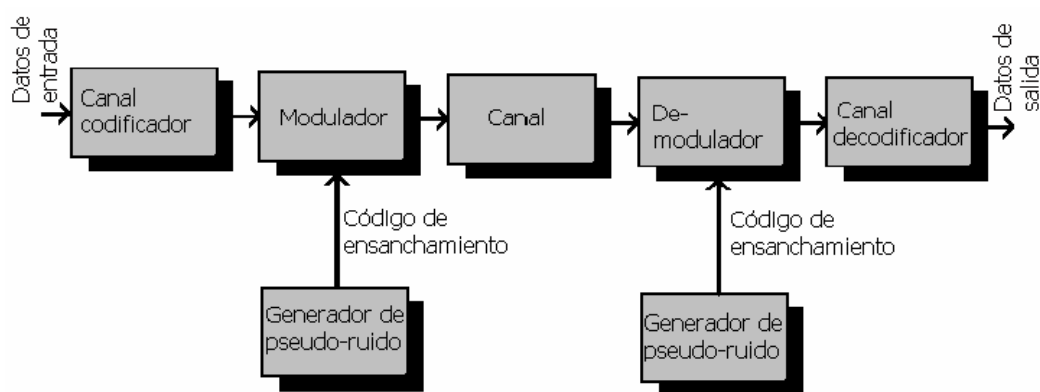 Datos de
entrada
Canal
codificador
Modulador
Canal
De-
modulador
Canal
decodificador
Datos de
salida
Código de
ensanchamiento
Código de
ensanchamiento
Generador de
pseudo-ruido
Generador de
pseudo-ruido